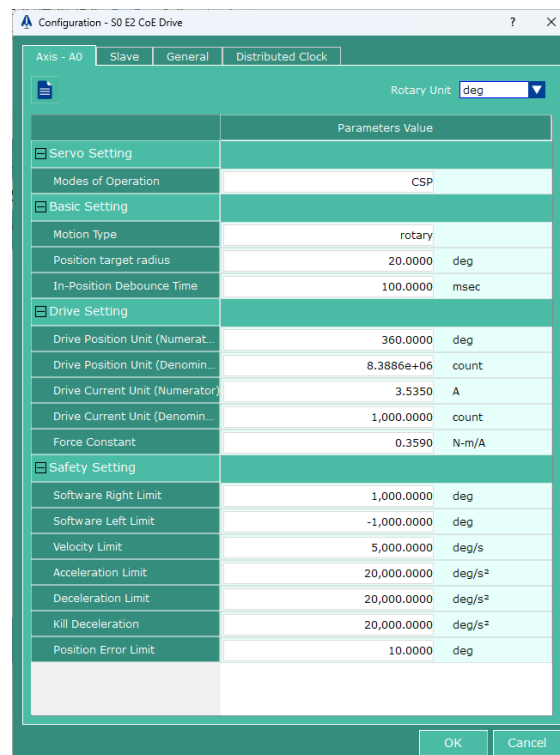 Configuration - S0 E2 CoE Drive ? ×
Axis - A0 Slave General Distributed Clock
Rotary Unit deg
Parameters Value
Servo Setting
Modes of Operation CSP
Basic Setting
Motion Type rotary
Position target radius 20.0000 deg
In-Position Debounce Time 100.0000 msec
Drive Setting
Drive Position Unit (Numerat... 360.0000 deg
Drive Position Unit (Denomin... 8.3886e+06 count
Drive Current Unit (Numerator) 3.5350 A
Drive Current Unit (Denomin... 1,000.0000 count
Force Constant 0.3590 N-m/A
Safety Setting
Software Right Limit 1,000.0000 deg
Software Left Limit -1,000.0000 deg
Velocity Limit 5,000.0000 deg/s
Acceleration Limit 20,000.0000 deg/s²
Deceleration Limit 20,000.0000 deg/s²
Kill Deceleration 20,000.0000 deg/s²
Position Error Limit 10.0000 deg
OK Cancel